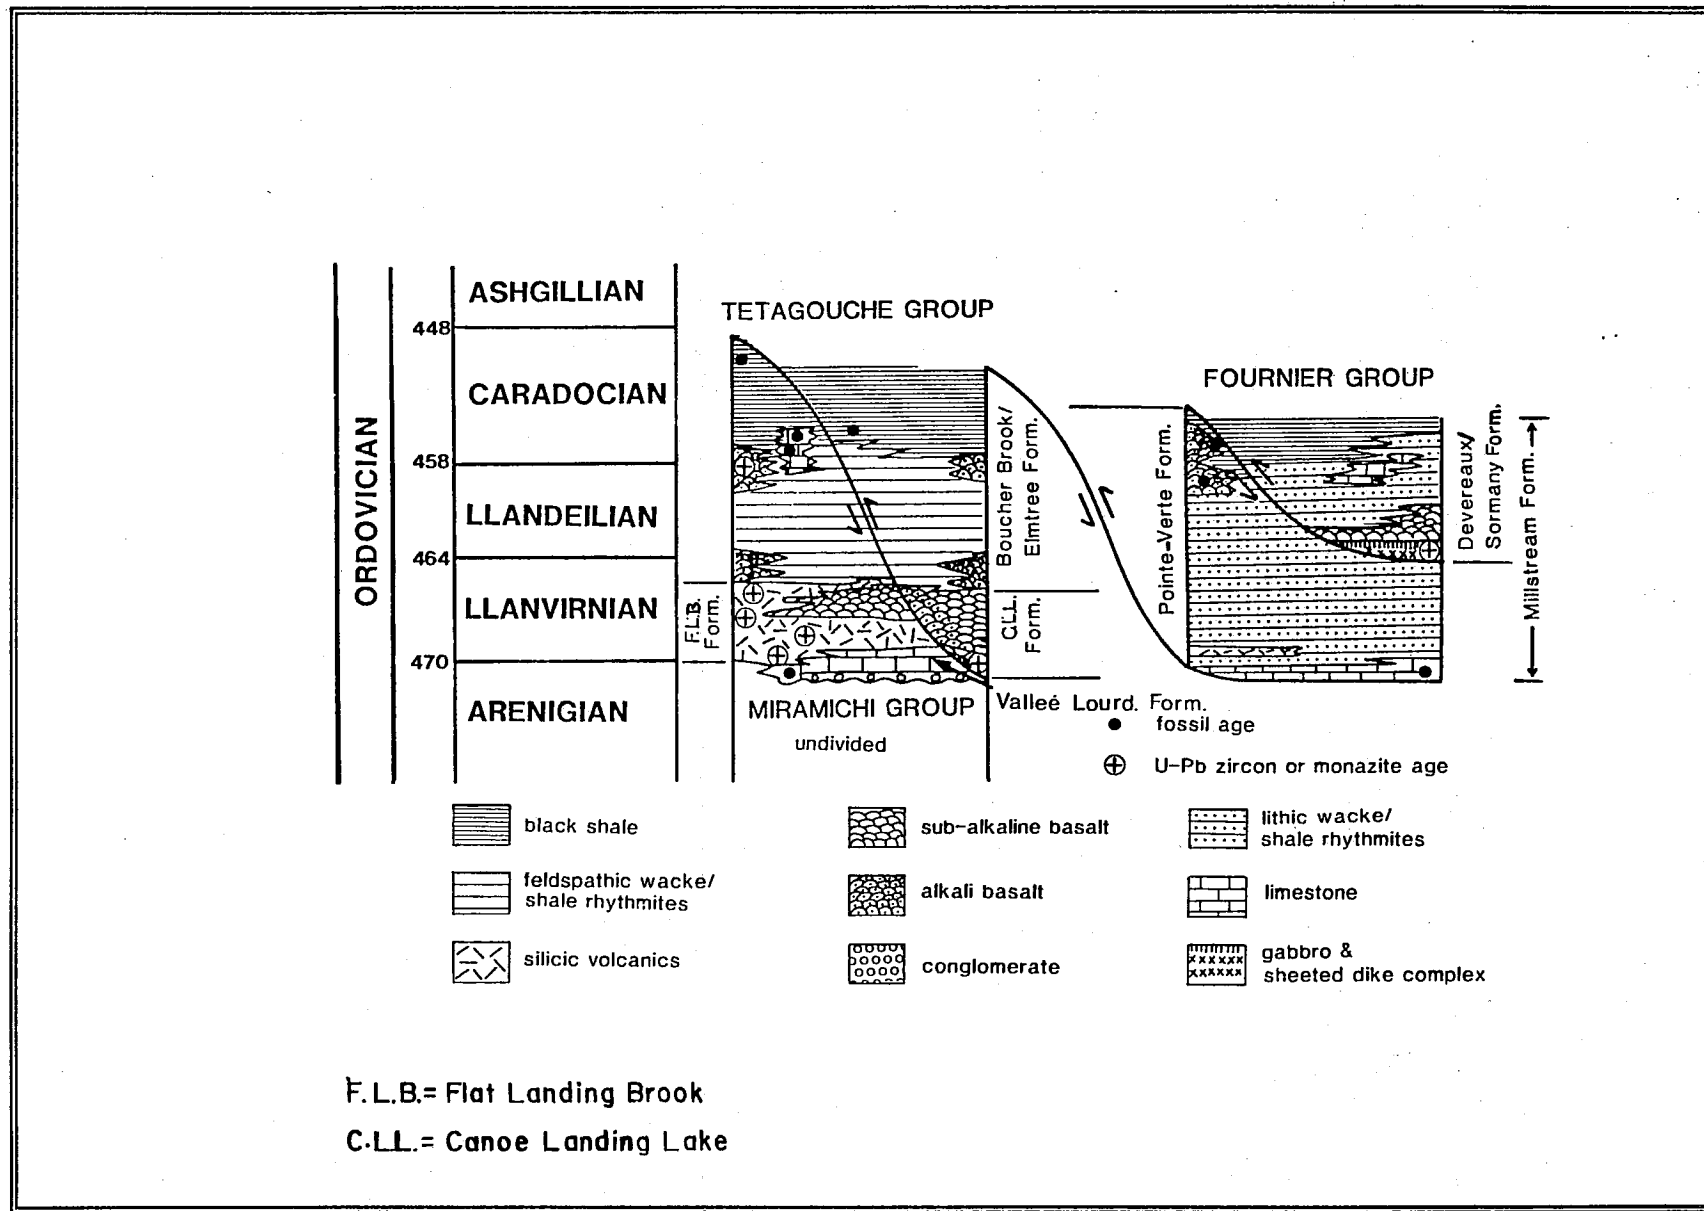 ORDOVICIAN
ASHGILLIAN
448
CARADOCIAN
458
LLANDEILIAN
464
LLANVIRNIAN
470
ARENIGIAN
F.L.B.
Form.
TETAGOUCHE GROUP
MIRAMICHI GROUP
undivided
Boucher Brook/
Elmtree Form.
C.L.L.
Form.
Valleé Lourd. Form.
FOURNIER GROUP
Pointe-Verte Form.
Devereaux/
Sormany Form.
Millstream Form.
fossil age
U-Pb zircon or monazite age
black shale
feldspathic wacke/
shale rhythmites
silicic volcanics
sub-alkaline basalt
alkali basalt
conglomerate
lithic wacke/
shale rhythmites
limestone
gabbro &
sheeted dike complex
F.L.B.= Flat Landing Brook
C.L.L.= Canoe Landing Lake